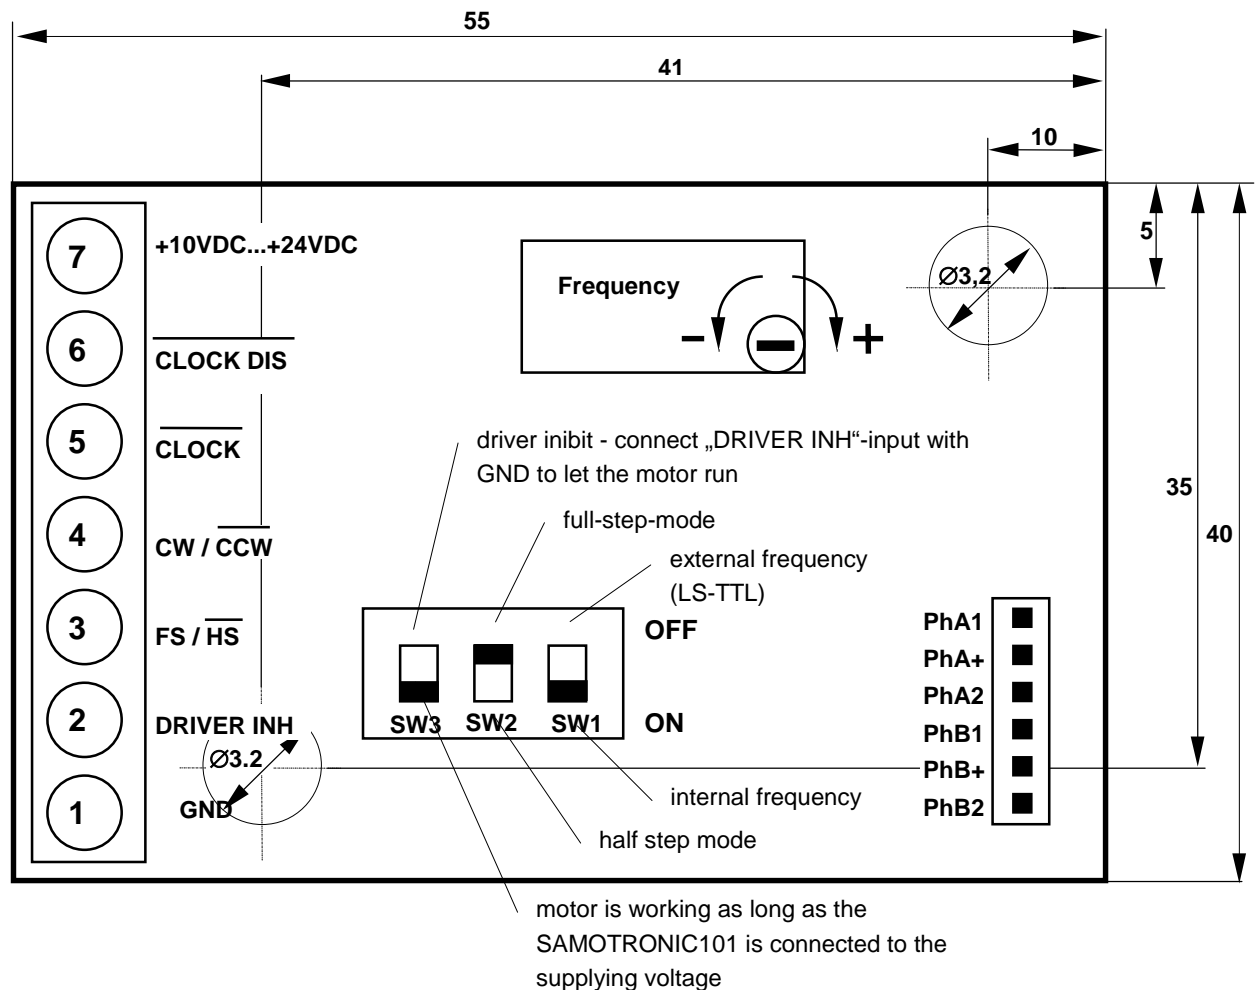 55
41
10
7
+10VDC...+24VDC
5
Frequency
Ø3,2
-
+
6
CLOCK DIS
5
CLOCK
driver inibit - connect „DRIVER INH“-input with
GND to let the motor run
35
40
4
CW / CCW
full-step-mode
external frequency
(LS-TTL)
3
FS / HS
OFF
PhA1
PhA+
PhA2
PhB1
PhB+
PhB2
2
DRIVER INH
SW3
SW2
SW1
ON
Ø3.2
1
GND
internal frequency
half step mode
motor is working as long as the
SAMOTRONIC101 is connected to the
supplying voltage